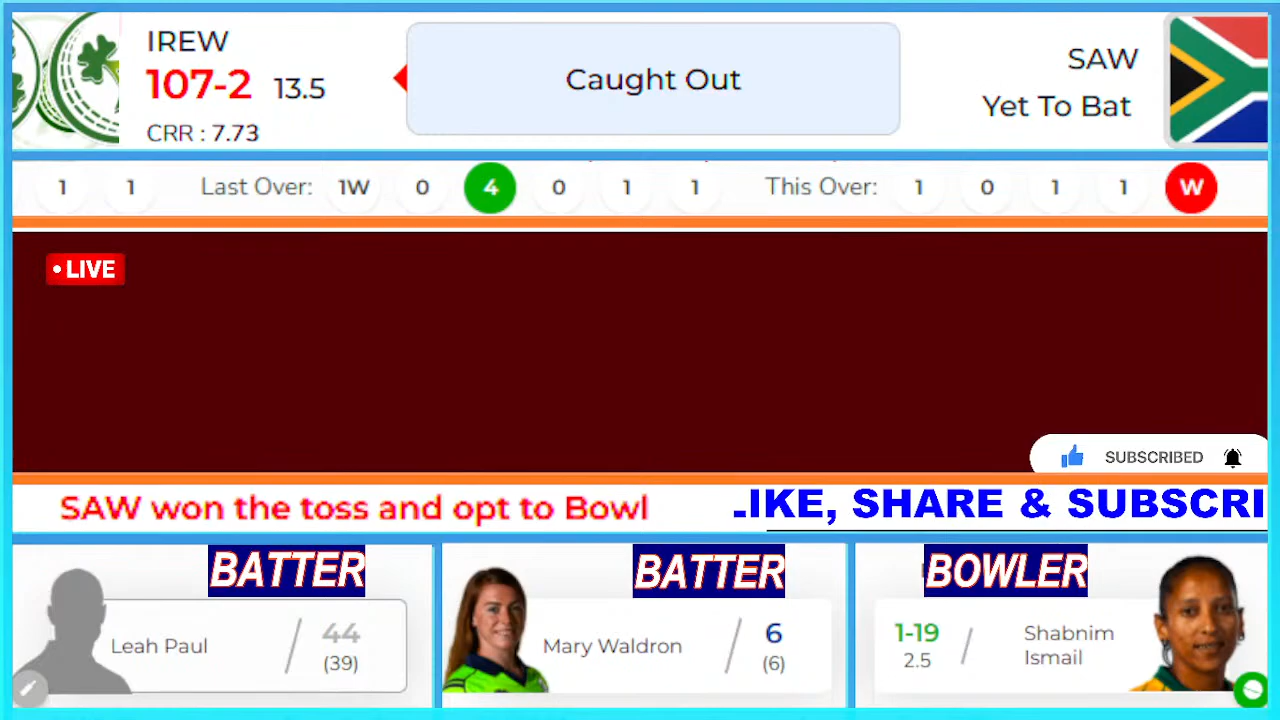 IREW
107-2 13.5
CRR : 7.73
Caught Out
SAW
Yet To Bat
1 1 Last Over: 1W 0 4 0 1 1 This Over: 1 0 1 1 W
• LIVE
SUBSCRIBED
SAW won the toss and opt to Bowl
IKE, SHARE & SUBSCRI
BATTER
Leah Paul / 44
(39)
BATTER
Mary Waldron / 6
(6)
BOWLER
1-19 / Shabnim
2.5 Ismail